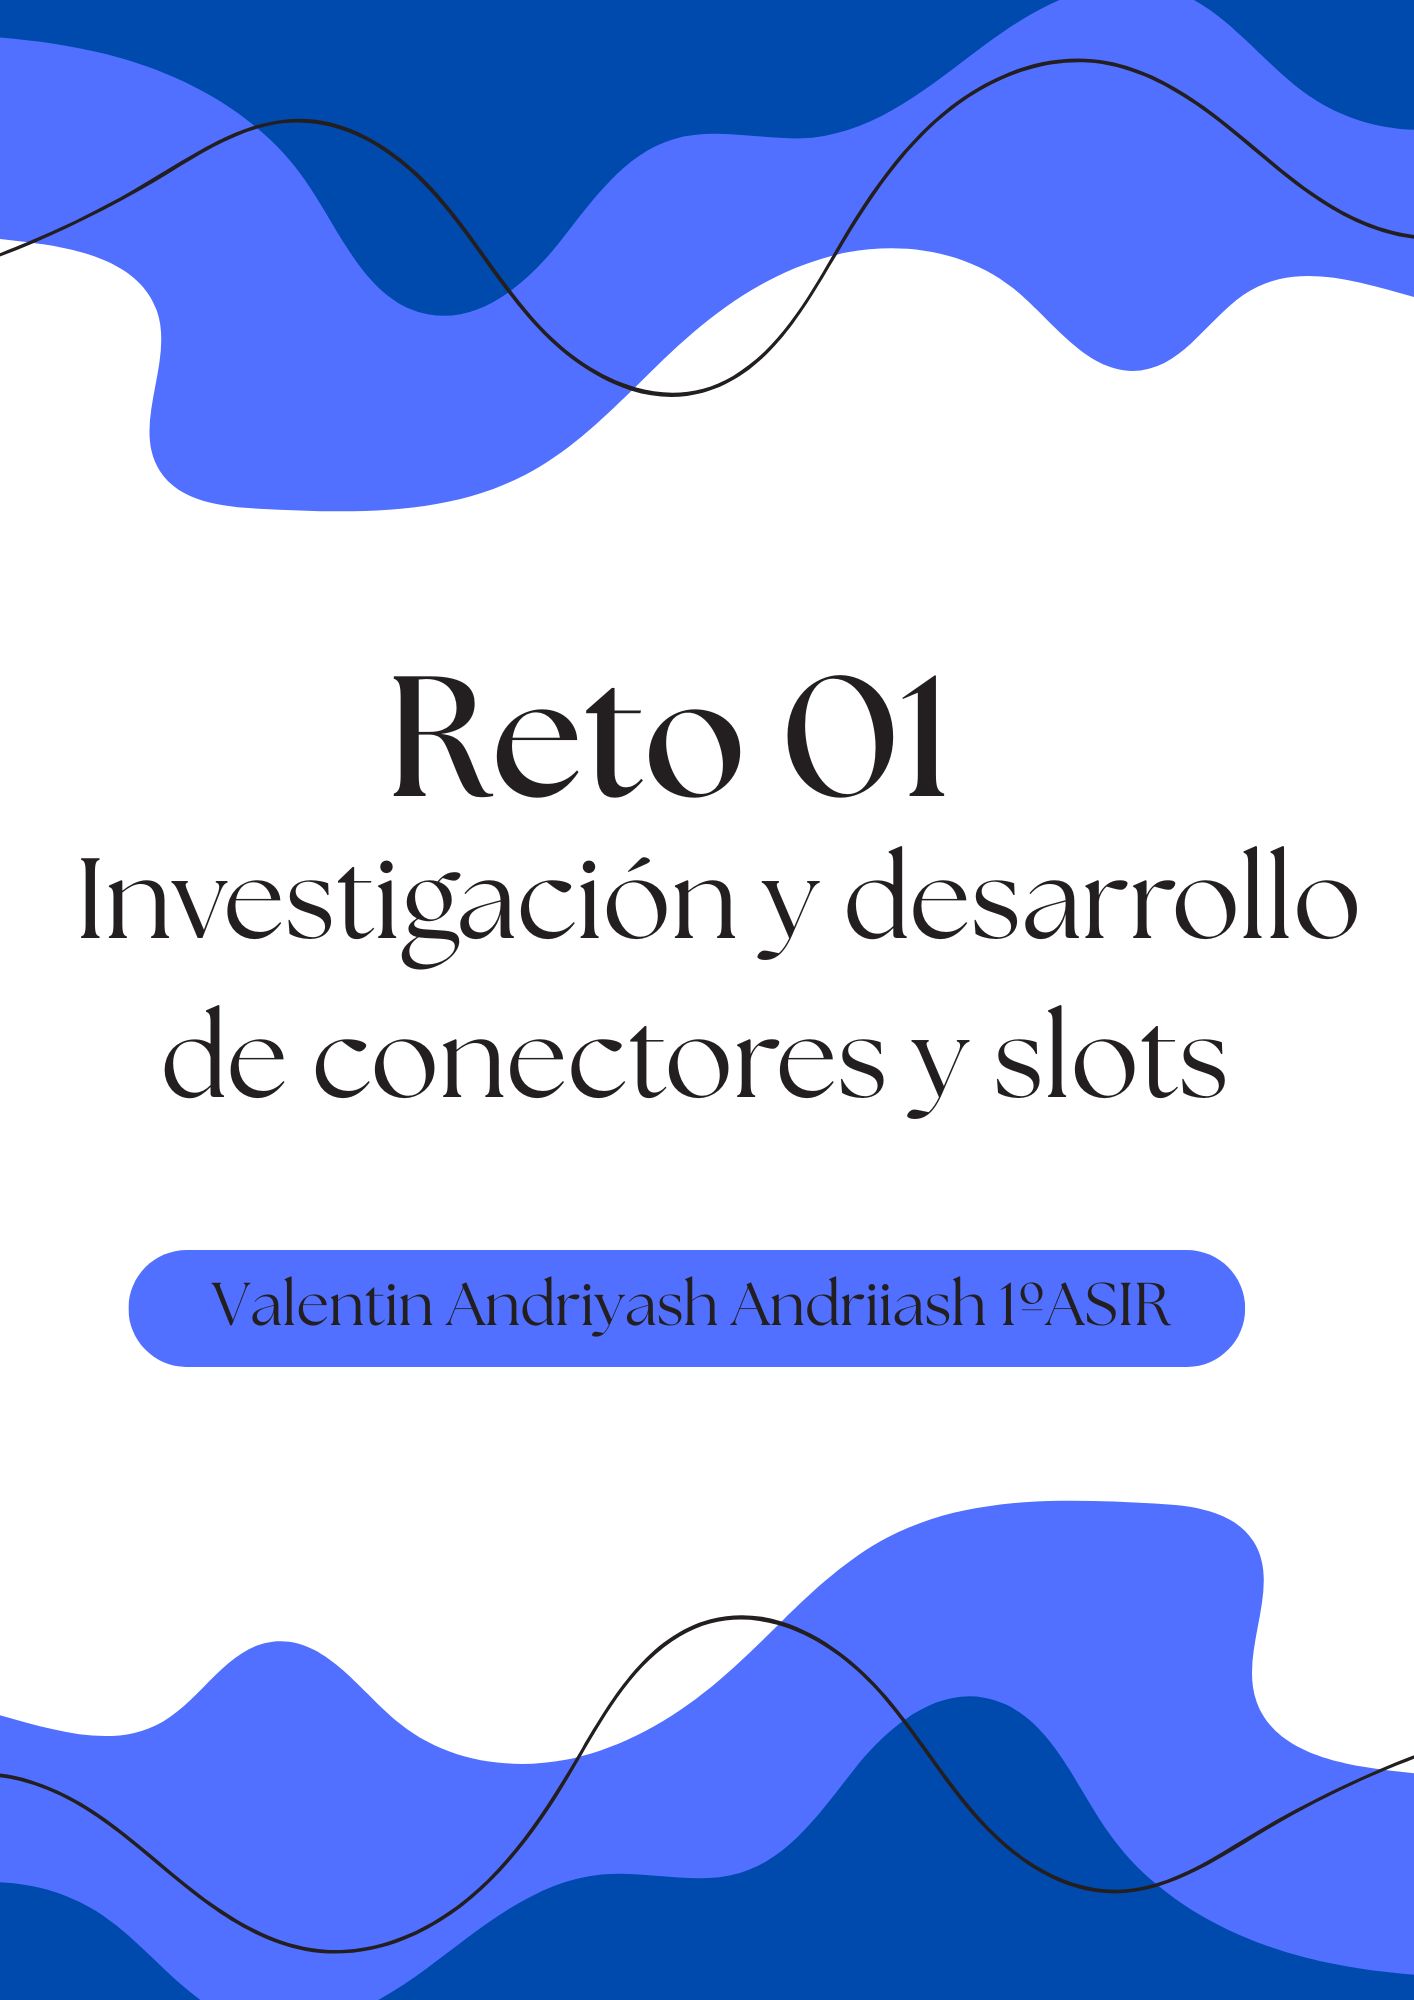 Reto 01
Investigación y desarrollo
de conectores y slots
Valentin Andriyash Andriiash 1ºASIR